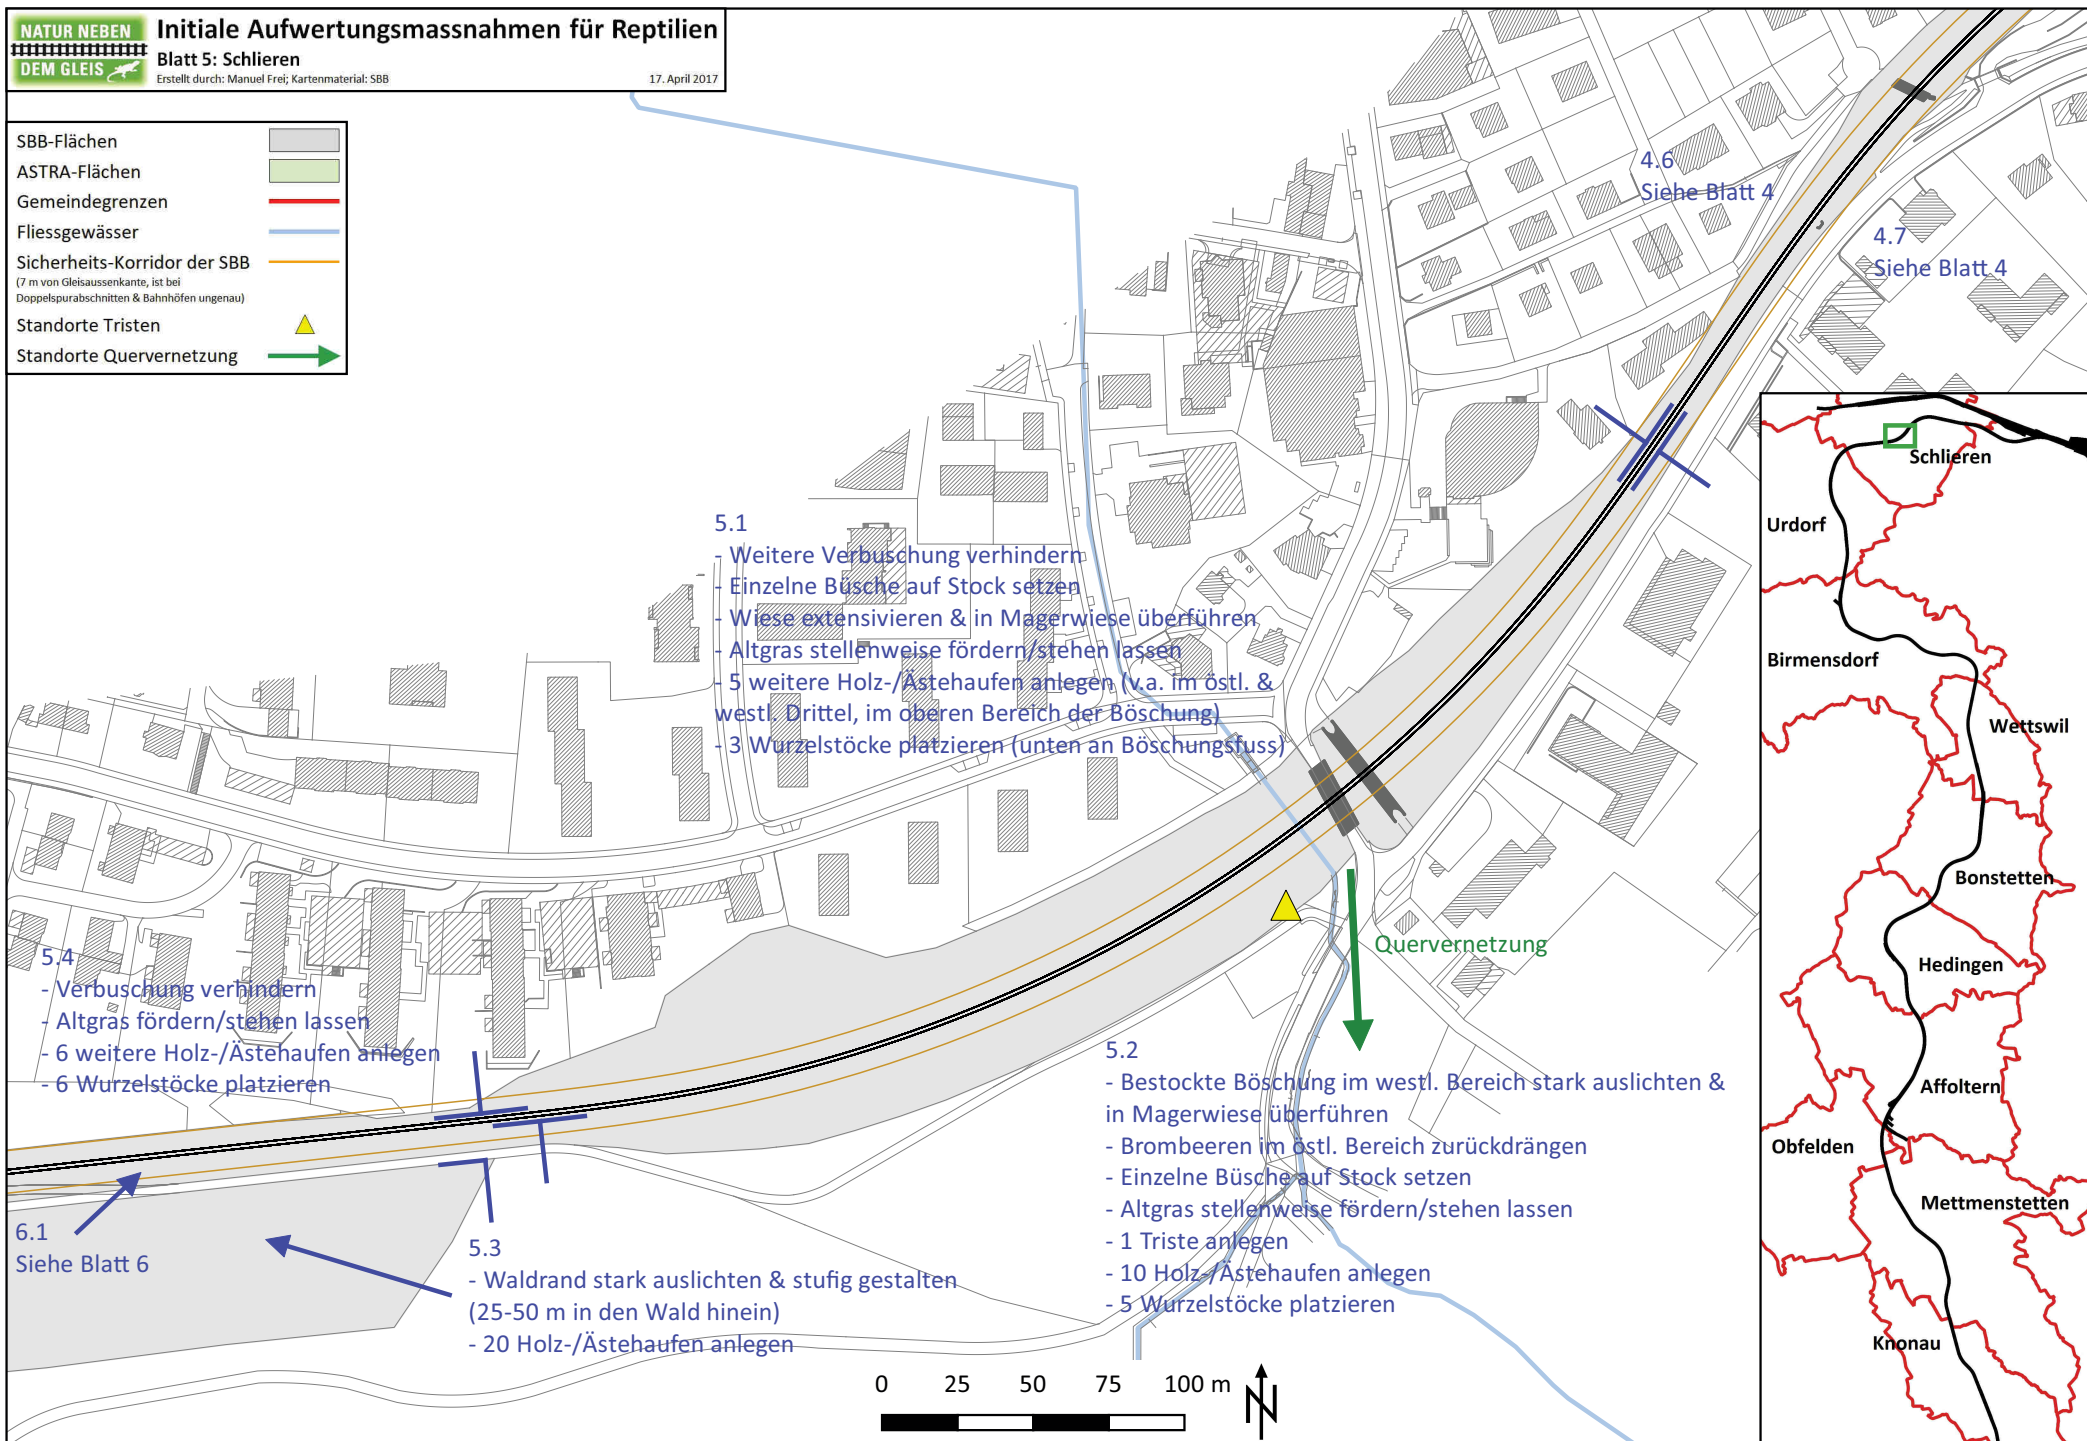 NATUR NEBEN
DEM GLEIS
Initiale Aufwertungsmassnahmen für Reptilien
Blatt 5: Schlieren
Erstellt durch: Manuel Frei; Kartenmaterial: SBB
17. April 2017
SBB-Flächen
ASTRA-Flächen
Gemeindegrenzen
Fliessgewässer
Sicherheits-Korridor der SBB
(7 m von Gleisaussenkante, ist bei
Doppelspurabschnitten & Bahnhöfen ungenau)
Standorte Tristen
Standorte Quervernetzung
4.6
Siehe Blatt 4
4.7
Siehe Blatt 4
5.1
- Weitere Verbuschung verhindern
- Einzelne Büsche auf Stock setzen
- Wiese extensivieren & in Magerwiese überführen
- Altgras stellenweise fördern/stehen lassen
- 5 weitere Holz-/Ästehaufen anlegen (v.a. im östl. &
westl. Drittel, im oberen Bereich der Böschung)
- 3 Wurzelstöcke platzieren (unten an Böschungsfuss)
Quervernetzung
5.4
- Verbuschung verhindern
- Altgras fördern/stehen lassen
- 6 weitere Holz-/Ästehaufen anlegen
- 6 Wurzelstöcke platzieren
5.2
- Bestockte Böschung im westl. Bereich stark auslichten &
in Magerwiese überführen
- Brombeeren im östl. Bereich zurückdrängen
- Einzelne Büsche auf Stock setzen
- Altgras stellenweise fördern/stehen lassen
- 1 Triste anlegen
- 10 Holz-/Ästehaufen anlegen
- 5 Wurzelstöcke platzieren
6.1
Siehe Blatt 6
5.3
- Waldrand stark auslichten & stufig gestalten
(25-50 m in den Wald hinein)
- 20 Holz-/Ästehaufen anlegen
0 25 50 75 100 m
N
Schlieren
Urdorf
Birmensdorf
Wettswil
Bonstetten
Hedingen
Affoltern
Obfelden
Mettmenstetten
Knonau